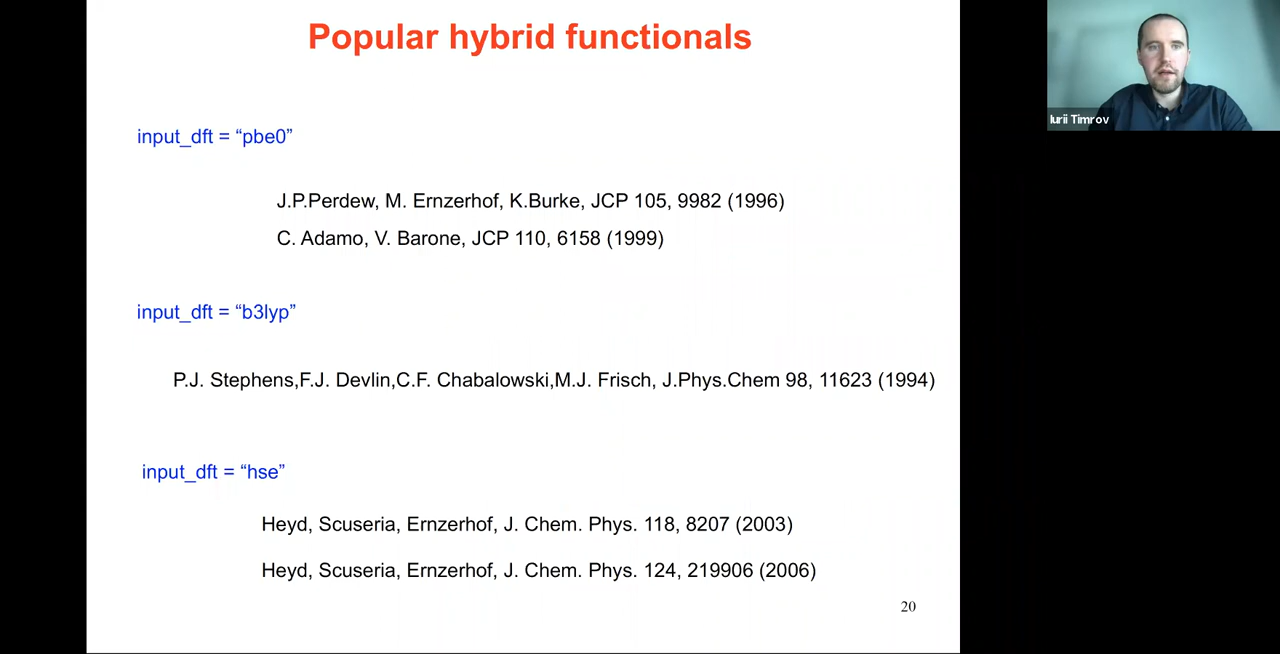 Popular hybrid functionals
Iurii Timrov
input_dft = “pbe0”
J.P.Perdew, M. Ernzerhof, K.Burke, JCP 105, 9982 (1996)
C. Adamo, V. Barone, JCP 110, 6158 (1999)
input_dft = “b3lyp”
P.J. Stephens,F.J. Devlin,C.F. Chabalowski,M.J. Frisch, J.Phys.Chem 98, 11623 (1994)
input_dft = “hse”
Heyd, Scuseria, Ernzerhof, J. Chem. Phys. 118, 8207 (2003)
Heyd, Scuseria, Ernzerhof, J. Chem. Phys. 124, 219906 (2006)
20